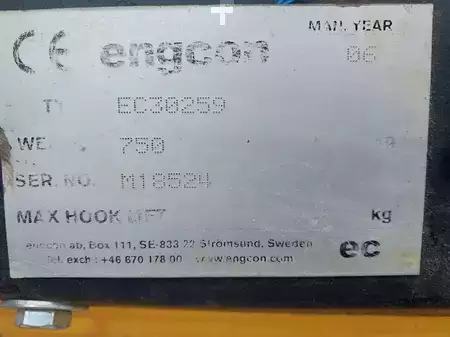 CE engcon MAN. YEAR
06
EC30259
750
SER. NO. M18524
MAX HOOK kg
engcon ab, Box 111, SE-833 22 Strömsund, Sweden
Tel. exch: +46 670 178 00 www.engcon.com
ec